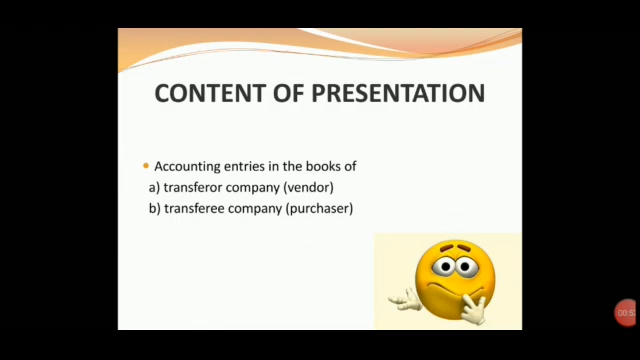 CONTENT OF PRESENTATION
• Accounting entries in the books of
a) transferor company (vendor)
b) transferee company (purchaser)